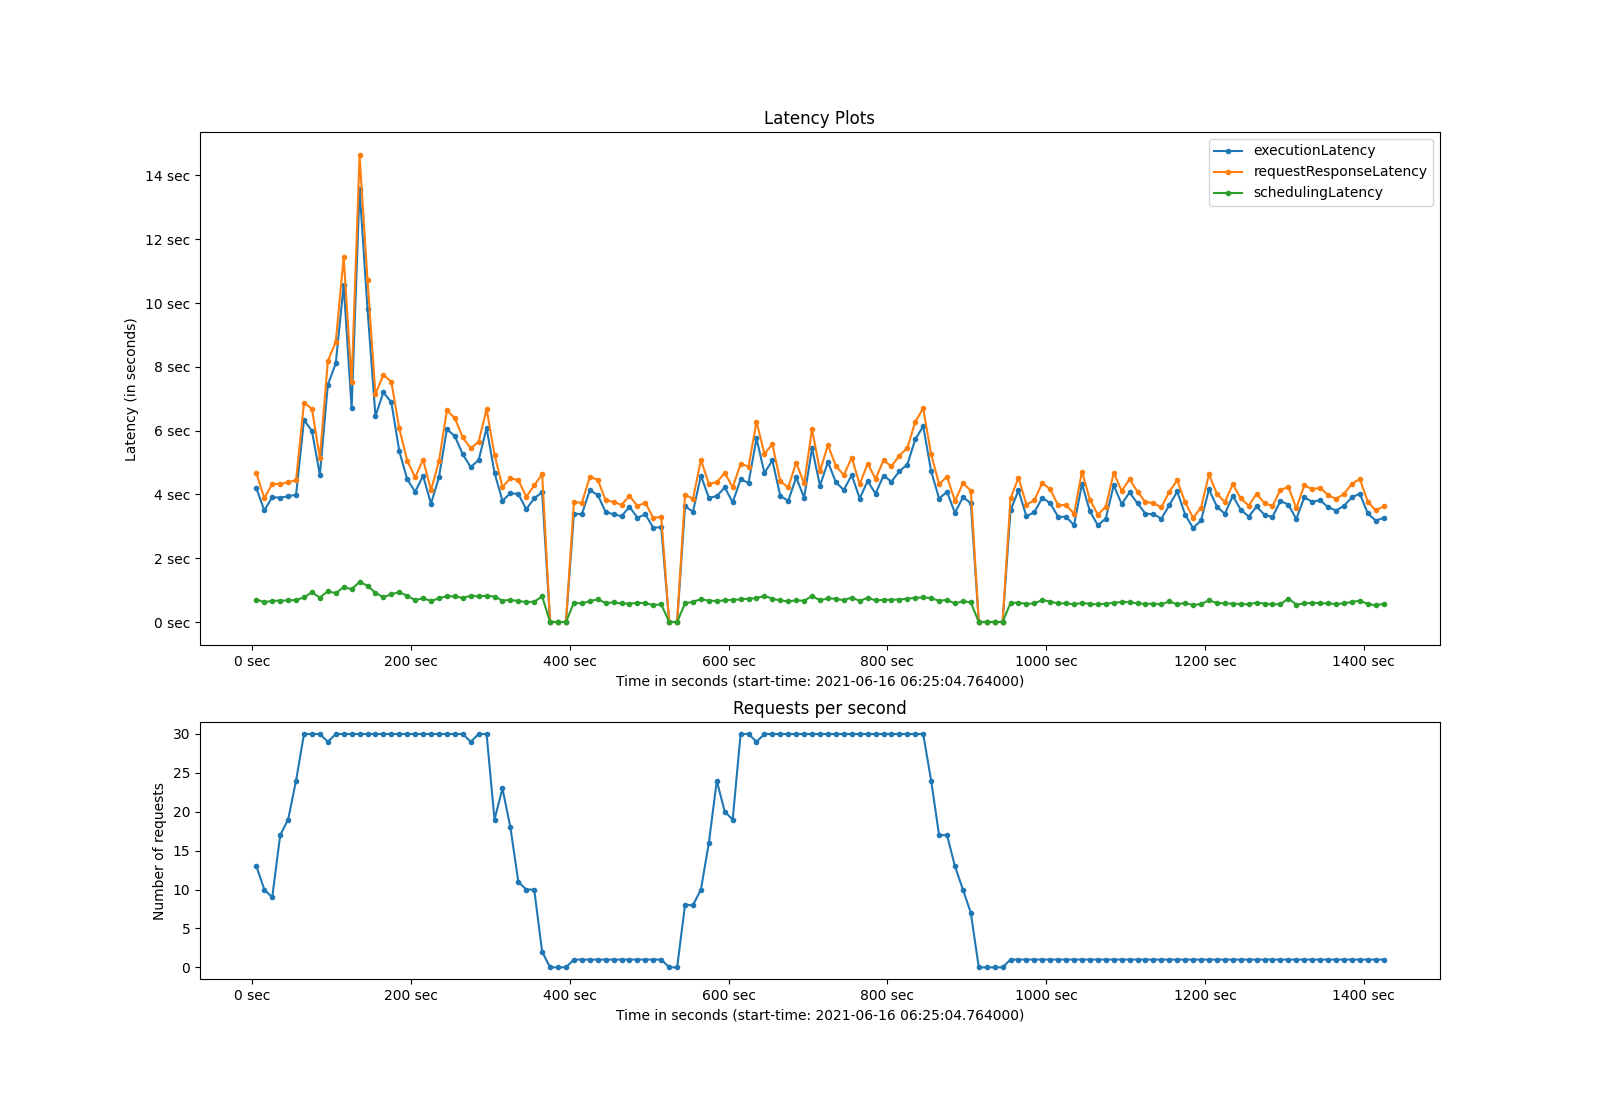 Latency Plots
executionLatency
requestResponseLatency
schedulingLatency
14 sec
12 sec
10 sec
8 sec
6 sec
4 sec
2 sec
0 sec
Latency (in seconds)
0 sec 200 sec 400 sec 600 sec 800 sec 1000 sec 1200 sec 1400 sec
Time in seconds (start-time: 2021-06-16 06:25:04.764000)
Requests per second
30
25
20
15
10
5
0
Number of requests
0 sec 200 sec 400 sec 600 sec 800 sec 1000 sec 1200 sec 1400 sec
Time in seconds (start-time: 2021-06-16 06:25:04.764000)